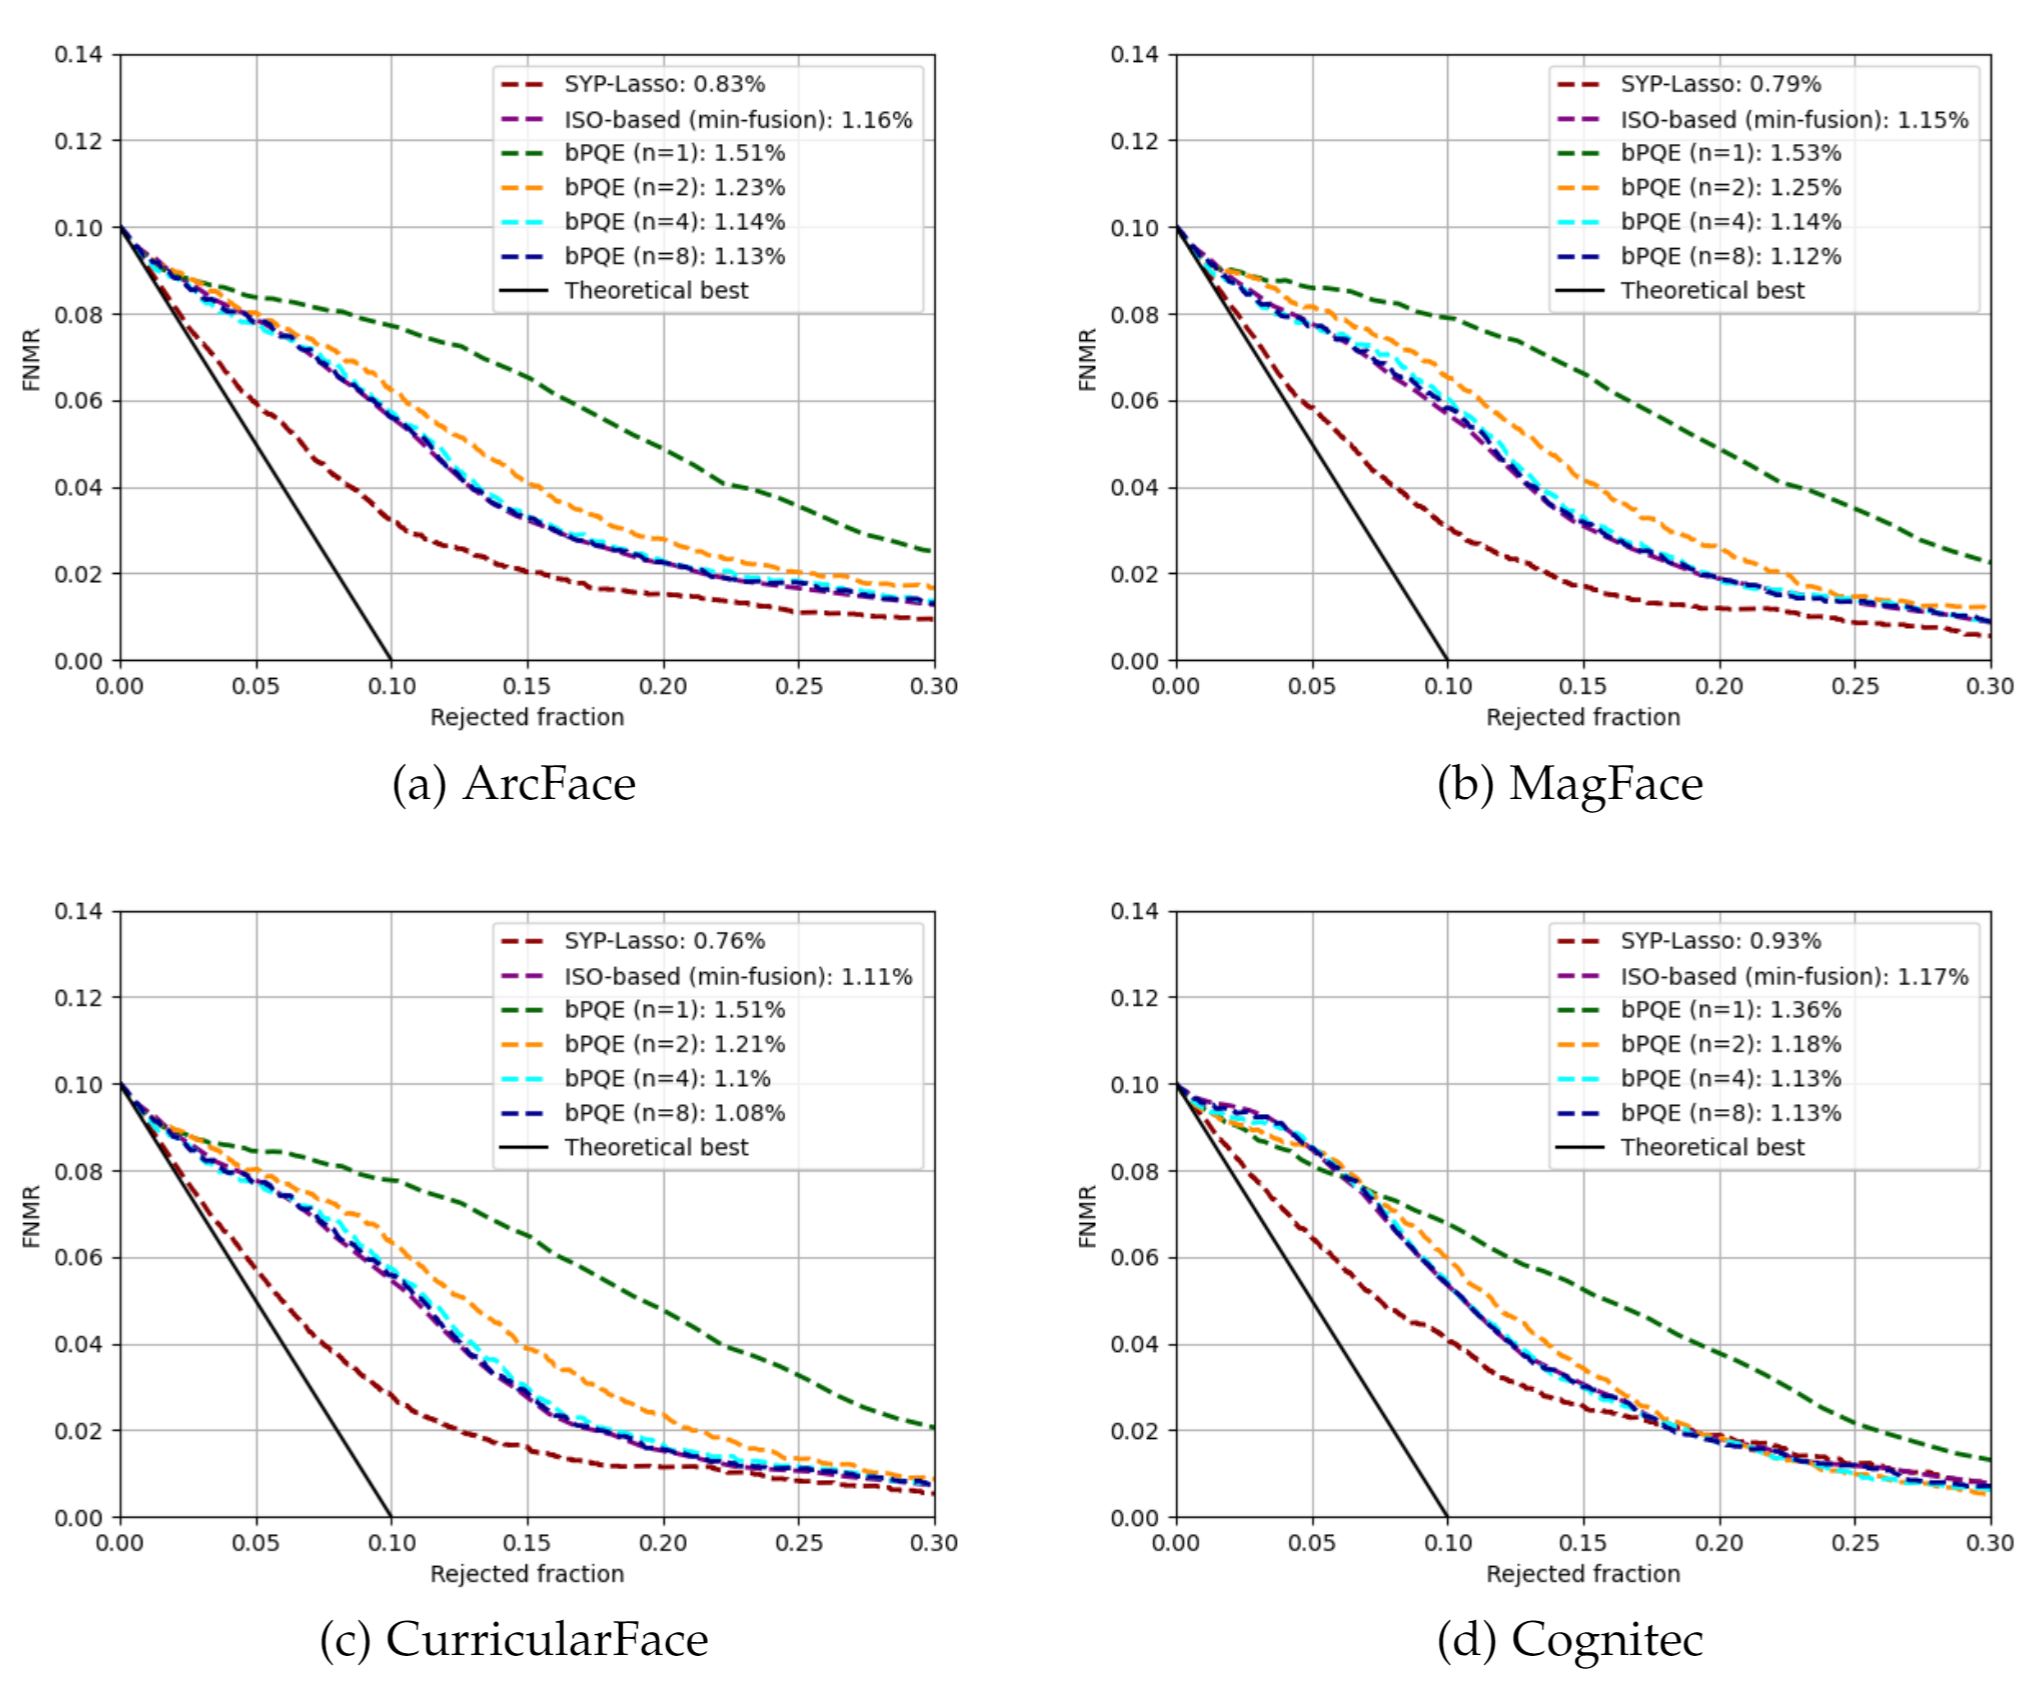 0.14
0.12
0.10
0.08
0.06
0.04
0.02
0.00
FNMR
SYP-Lasso: 0.83%
ISO-based (min-fusion): 1.16%
bPQE (n=1): 1.51%
bPQE (n=2): 1.23%
bPQE (n=4): 1.14%
bPQE (n=8): 1.13%
Theoretical best
0.00 0.05 0.10 0.15 0.20 0.25 0.30
Rejected fraction
(a) ArcFace
0.14
0.12
0.10
0.08
0.06
0.04
0.02
0.00
FNMR
SYP-Lasso: 0.79%
ISO-based (min-fusion): 1.15%
bPQE (n=1): 1.53%
bPQE (n=2): 1.25%
bPQE (n=4): 1.14%
bPQE (n=8): 1.12%
Theoretical best
0.00 0.05 0.10 0.15 0.20 0.25 0.30
Rejected fraction
(b) MagFace
0.14
0.12
0.10
0.08
0.06
0.04
0.02
0.00
FNMR
SYP-Lasso: 0.76%
ISO-based (min-fusion): 1.11%
bPQE (n=1): 1.51%
bPQE (n=2): 1.21%
bPQE (n=4): 1.1%
bPQE (n=8): 1.08%
Theoretical best
0.00 0.05 0.10 0.15 0.20 0.25 0.30
Rejected fraction
(c) CurricularFace
0.14
0.12
0.10
0.08
0.06
0.04
0.02
0.00
FNMR
SYP-Lasso: 0.93%
ISO-based (min-fusion): 1.17%
bPQE (n=1): 1.36%
bPQE (n=2): 1.18%
bPQE (n=4): 1.13%
bPQE (n=8): 1.13%
Theoretical best
0.00 0.05 0.10 0.15 0.20 0.25 0.30
Rejected fraction
(d) Cognitec